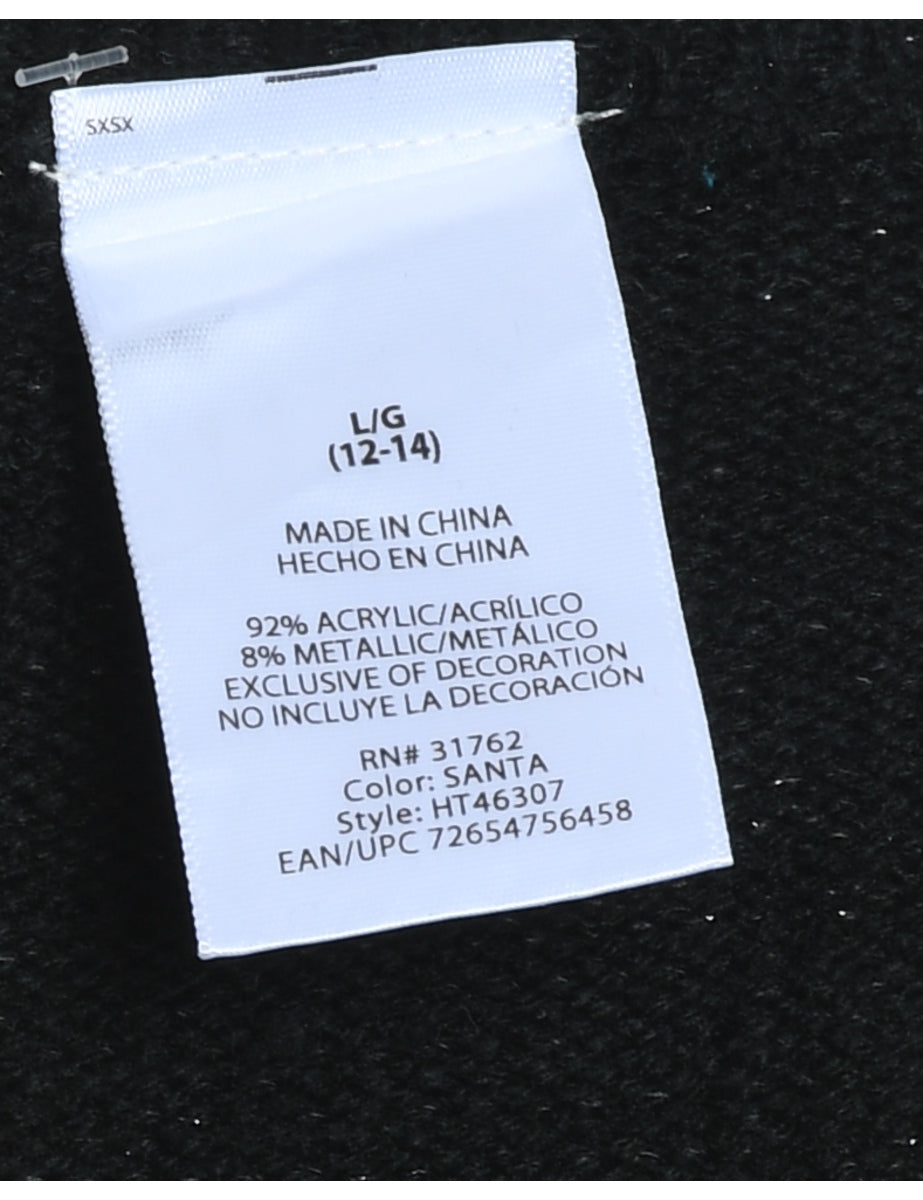 SXSX
L/G
(12-14)
MADE IN CHINA
HECHO EN CHINA
92% ACRYLIC/ACRÍLICO
8% METALLIC/METÁLICO
EXCLUSIVE OF DECORATION
NO INCLUYE LA DECORACIÓN
RN# 31762
Color: SANTA
Style: HT46307
EAN/UPC 72654756458